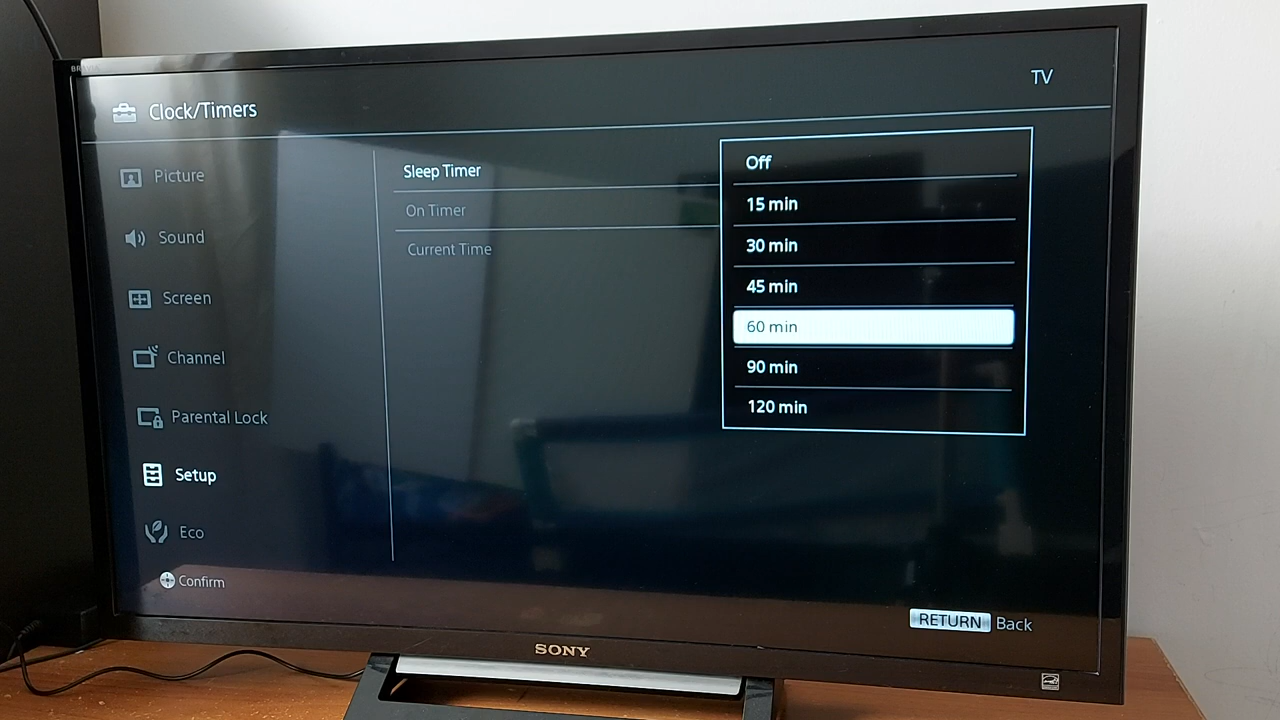 BRAVIA
TV
Clock/Timers
Picture
Sound
Screen
Channel
Parental Lock
Setup
Eco
Confirm
Sleep Timer
On Timer
Current Time
Off
15 min
30 min
45 min
60 min
90 min
120 min
RETURN Back
SONY